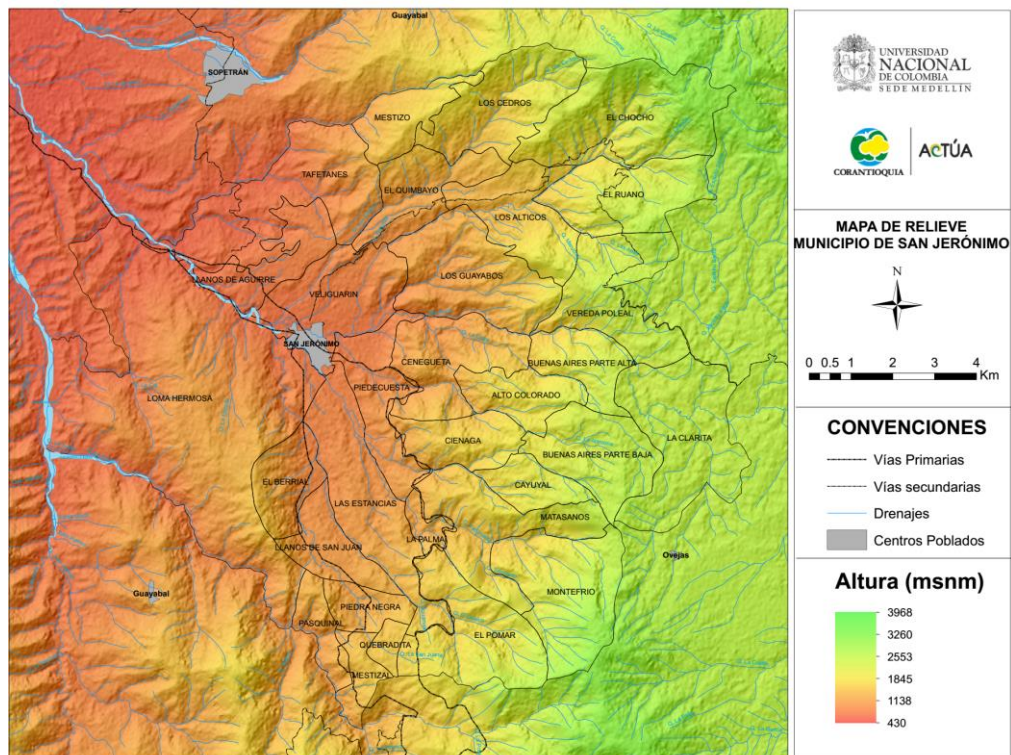 Guayabal
SOPETRÁN
LOS CEDROS
MESTIZO
EL CHOCHO
TAFETANES
EL QUIMBAYO
EL RUANO
LOS ALTICOS
LLANOS DE AGUIRRE
LOS GUAYABOS
VELIGUARIN
VEREDA POLEAL
SAN JERÓNIMO
CENEGUETA
BUENAS AIRES PARTE ALTA
PIEDECUESTA
LOMA HERMOSA
ALTO COLORADO
CIENAGA
LA CLARITA
BUENAS AIRES PARTE BAJA
EL BERRIAL
CAYUYAL
LAS ESTANCIAS
MATASANOS
LA PALMA
LLANOS DE SAN JUAN
Ovejas
Guayabal
MONTEFRIO
PIEDRA NEGRA
PASQUINAL
EL POMAR
QUEBRADITA
MESTIZAL
UNIVERSIDAD
NACIONAL
DE COLOMBIA
SEDE MEDELLÍN
CORANTIOQUIA
ACTÚA
MAPA DE RELIEVE
MUNICIPIO DE SAN JERÓNIMO
N
0 0.5 1 2 3 4
Km
CONVENCIONES
Vías Primarias
Vías secundarias
Drenajes
Centros Poblados
Altura (msnm)
3968
3260
2553
1845
1138
430